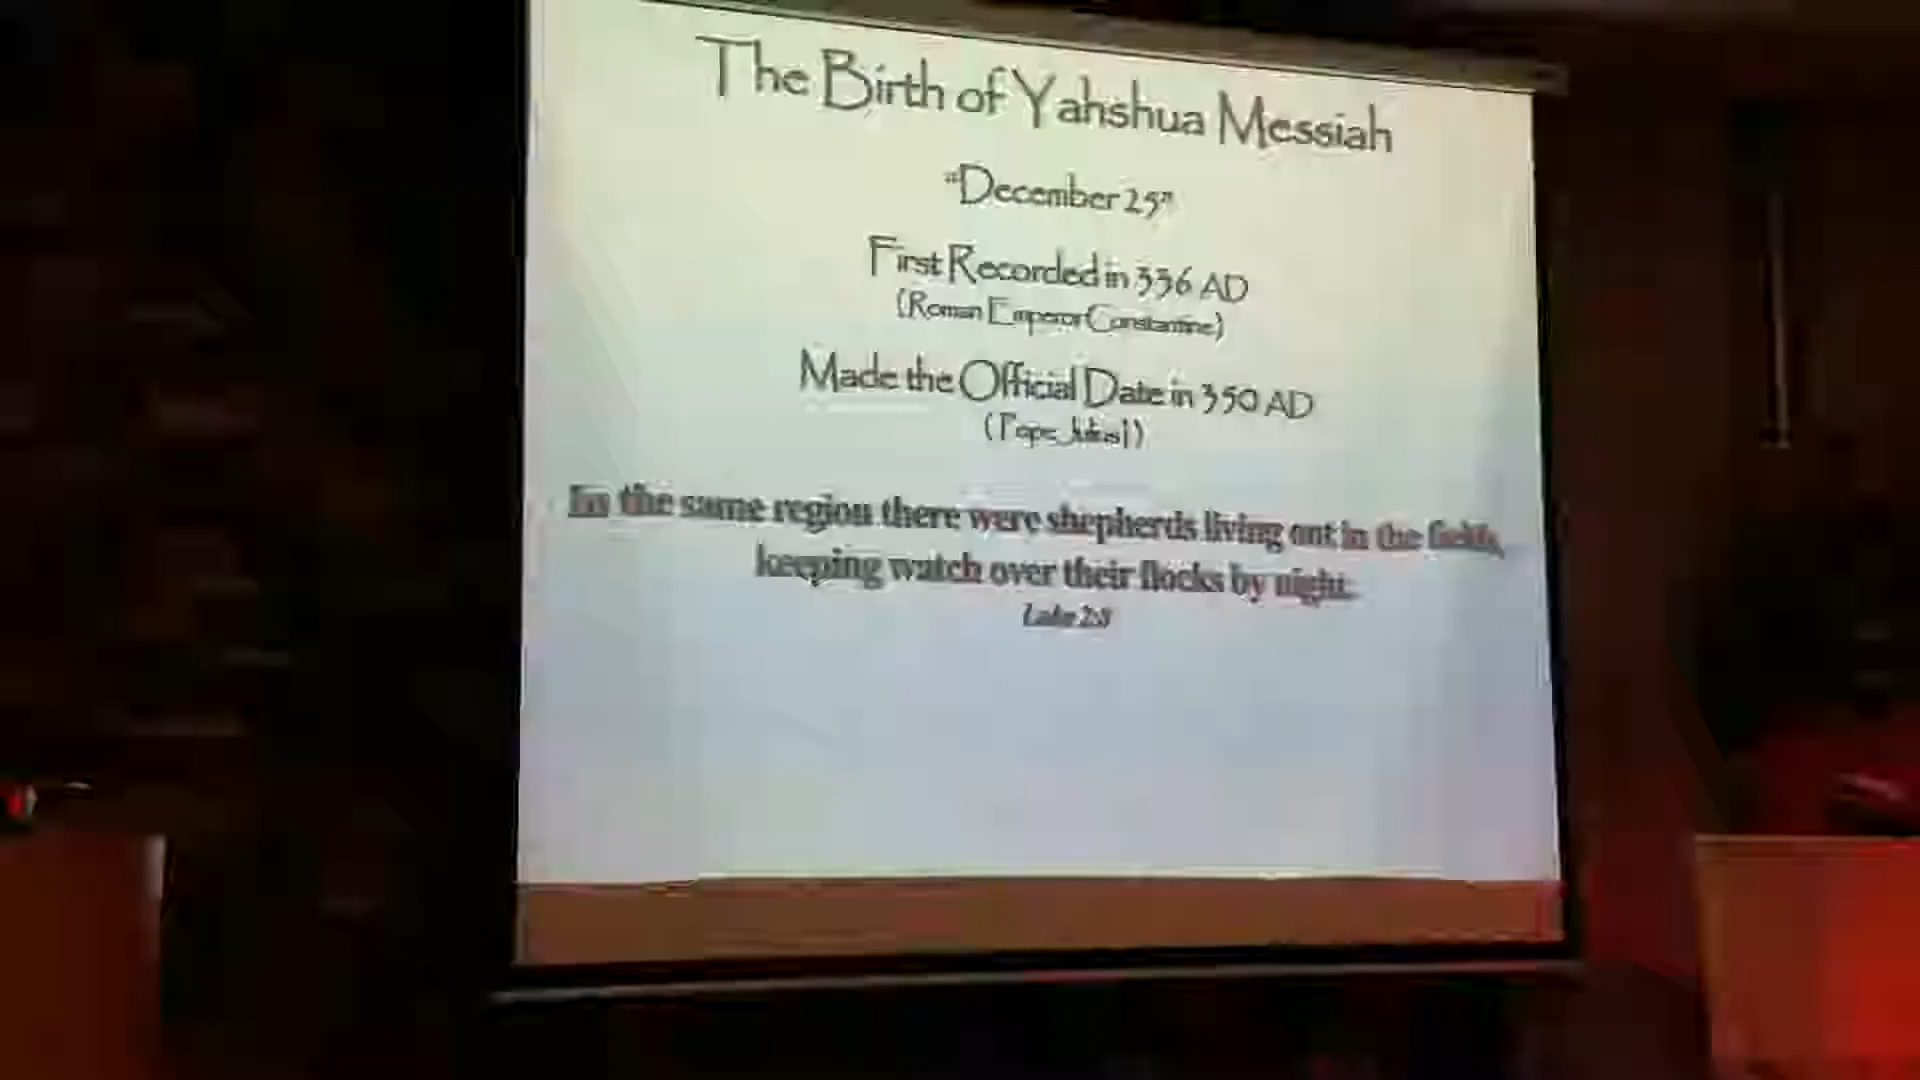 The Birth of Yahshua Messiah
"December 25"
First Recorded in 336 AD
(Roman Emperor Constantine)
Made the Official Date in 350 AD
(Pope Julius I)
In the same region there were shepherds living out in the fields,
keeping watch over their flocks by night.
Luke 2:8